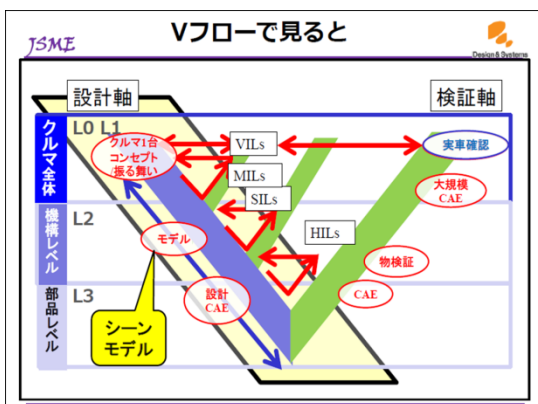 JSME
Vフローで見ると
Design & Systems
設計軸
検証軸
クルマ全体
L0 L1
クルマ1台
コンセプト
/振る舞い
VILs
実車確認
MILs
大規模
CAE
SILs
機構レベル
L2
モデル
HILs
物検証
部品レベル
L3
設計
CAE
CAE
シーン
モデル